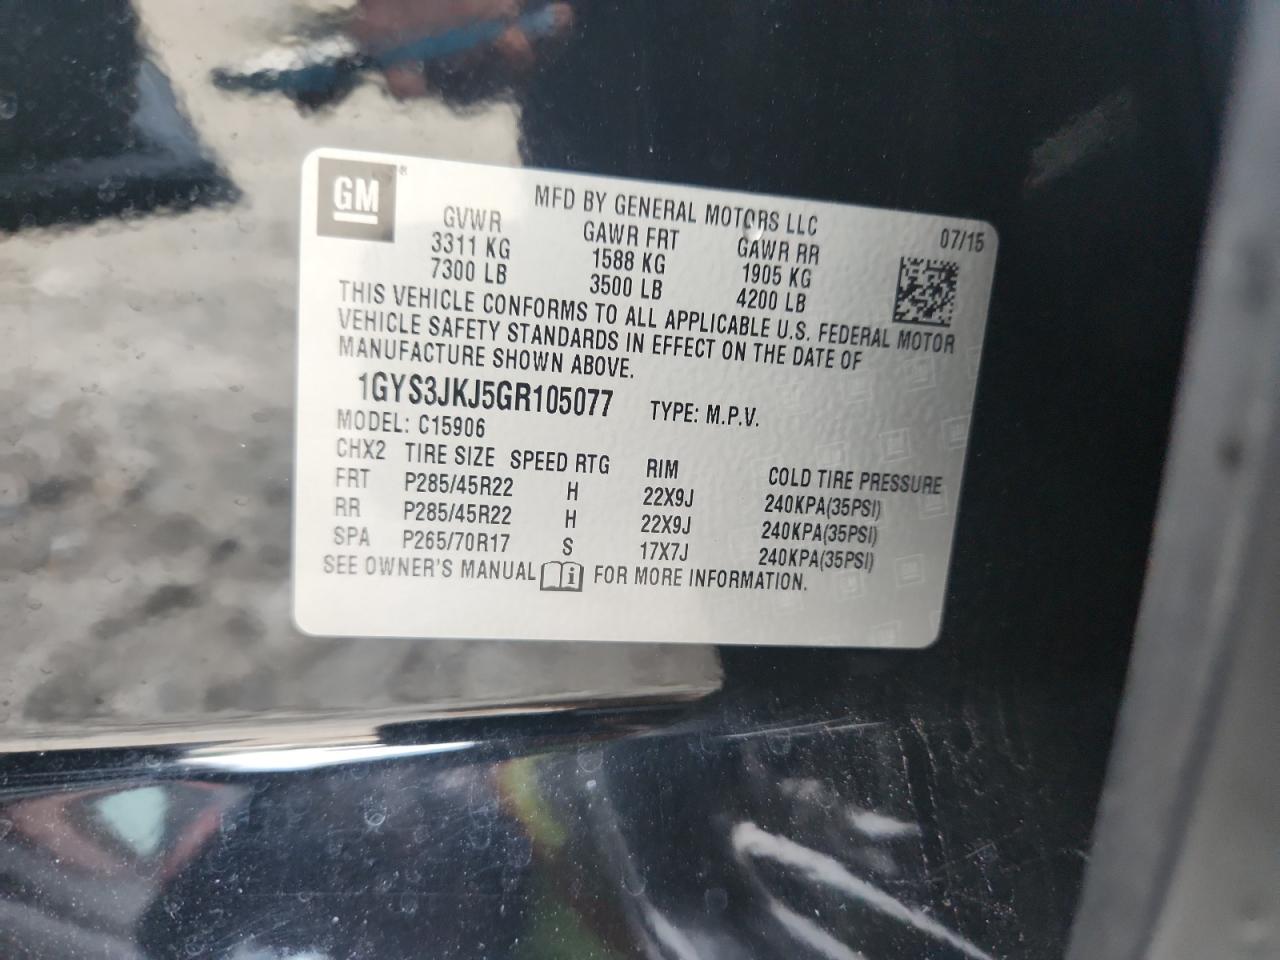 GM®
MFD BY GENERAL MOTORS LLC
07/15
GVWR GAWR FRT GAWR RR
3311 KG 1588 KG 1905 KG
7300 LB 3500 LB 4200 LB
THIS VEHICLE CONFORMS TO ALL APPLICABLE U.S. FEDERAL MOTOR
VEHICLE SAFETY STANDARDS IN EFFECT ON THE DATE OF
MANUFACTURE SHOWN ABOVE.
1GYS3JKJ5GR105077 TYPE: M.P.V.
MODEL: C15906
CHX2 TIRE SIZE SPEED RTG RIM COLD TIRE PRESSURE
FRT P285/45R22 H 22X9J 240KPA(35PSI)
RR P285/45R22 H 22X9J 240KPA(35PSI)
SPA P265/70R17 S 17X7J 240KPA(35PSI)
SEE OWNER'S MANUAL i FOR MORE INFORMATION.